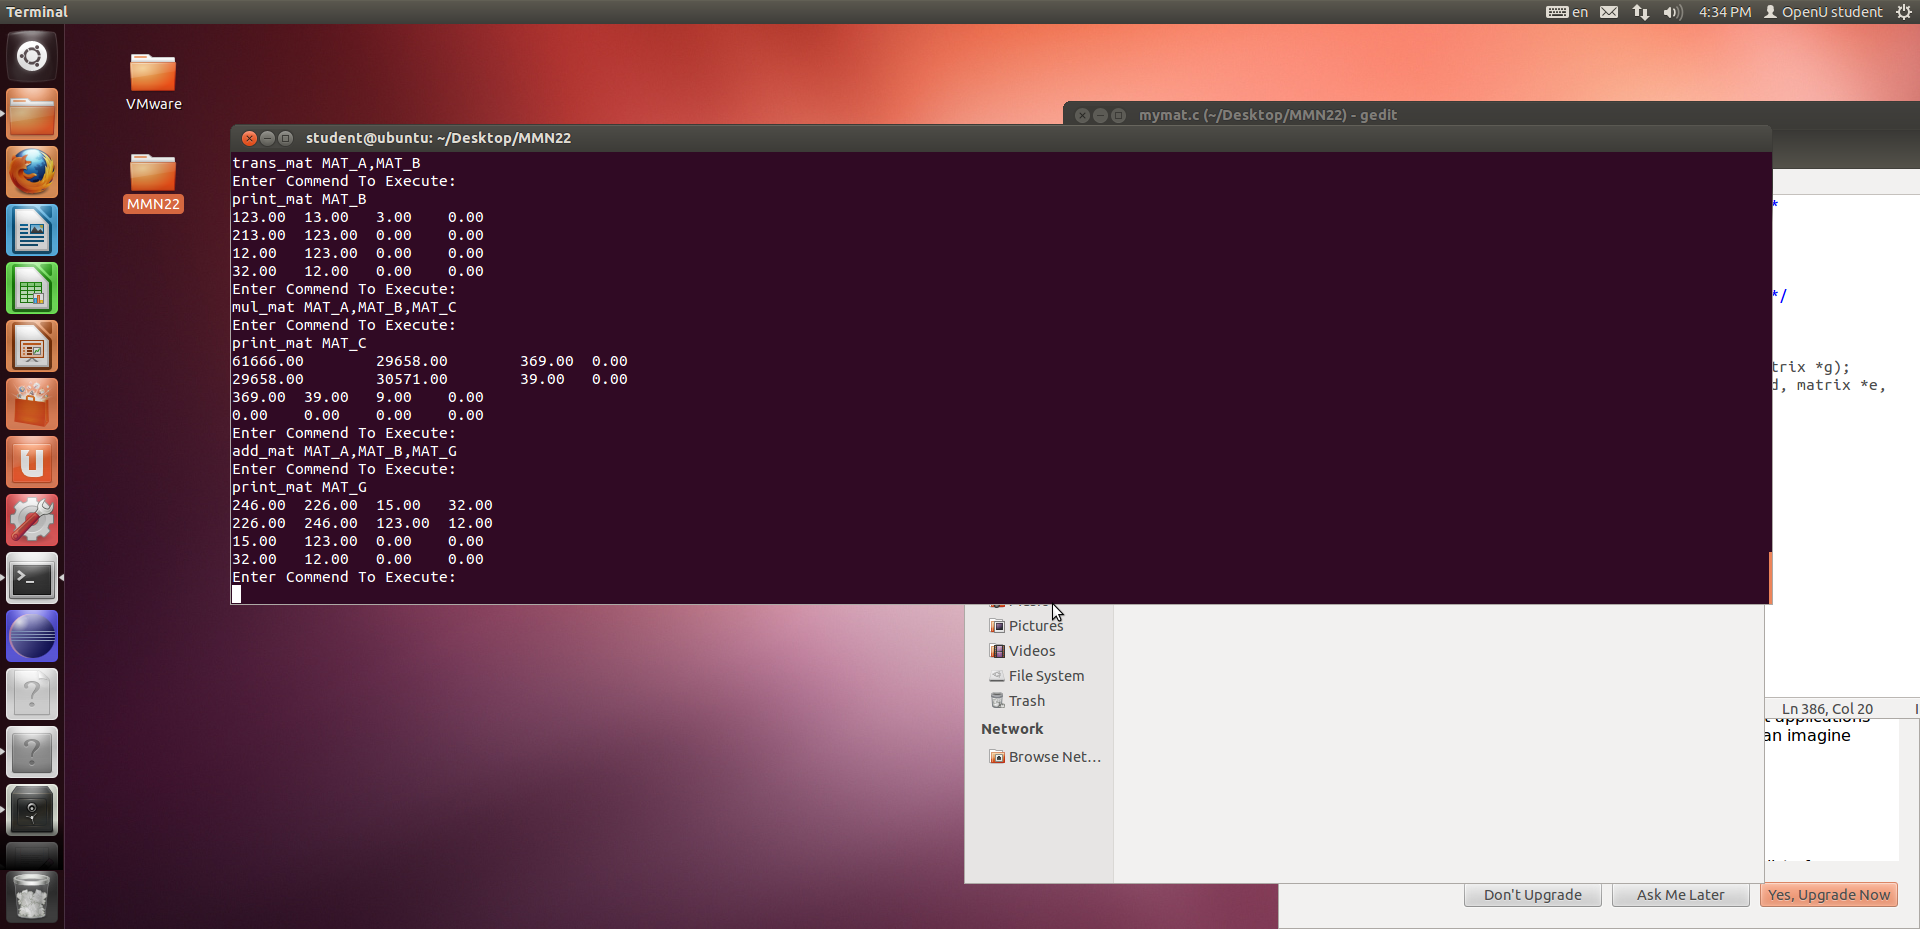 Terminal
en
4:34 PM
OpenU student
VMware
MMN22
mymat.c (~/Desktop/MMN22) - gedit
student@ubuntu: ~/Desktop/MMN22
trans_mat MAT_A,MAT_B
Enter Commend To Execute:
print_mat MAT_B
123.00 13.00 3.00 0.00
213.00 123.00 0.00 0.00
12.00 123.00 0.00 0.00
32.00 12.00 0.00 0.00
Enter Commend To Execute:
mul_mat MAT_A,MAT_B,MAT_C
Enter Commend To Execute:
print_mat MAT_C
61666.00 29658.00 369.00 0.00
29658.00 30571.00 39.00 0.00
369.00 39.00 9.00 0.00
0.00 0.00 0.00 0.00
Enter Commend To Execute:
add_mat MAT_A,MAT_B,MAT_G
Enter Commend To Execute:
print_mat MAT_G
246.00 226.00 15.00 32.00
226.00 246.00 123.00 12.00
15.00 123.00 0.00 0.00
32.00 12.00 0.00 0.00
Enter Commend To Execute:
*
*/
trix *g);
d, matrix *e,
Ln 386, Col 20
applications
an imagine
Pictures
Videos
File System
Trash
Network
Browse Net...
Don't Upgrade
Ask Me Later
Yes, Upgrade Now